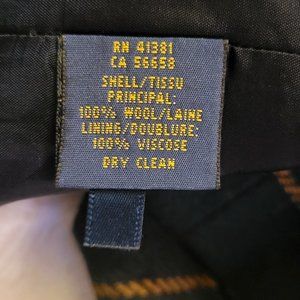 RN 41381
CA 56658
SHELL/TISSU
PRINCIPAL:
100% WOOL/LAINE
LINING/DOUBLURE:
100% VISCOSE
DRY CLEAN